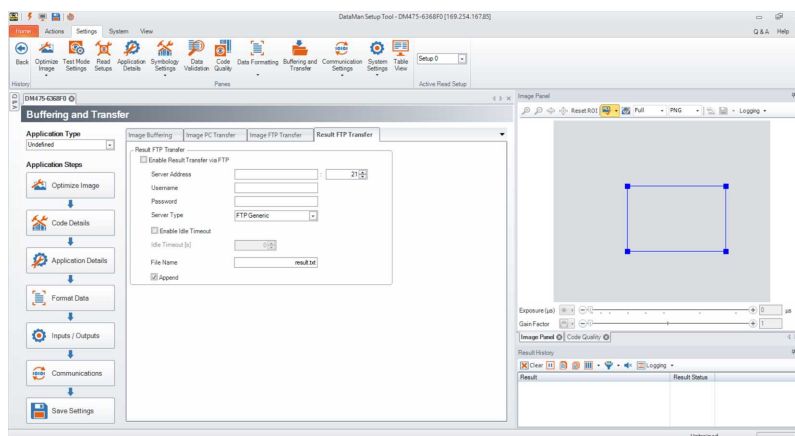 DataMan Setup Tool - DM475-6368F0 [169.254.167.85]
Home Actions Settings System View Q & A Help
Back Optimize Image Test Mode Settings Read Setups Application Details Symbology Settings Data Validation Code Quality Data Formatting Buffering and Transfer Communication Settings System Settings Table View Setup 0
History Panes Active Read Setup
DM475-6368F0
Image Panel
Buffering and Transfer
Reset ROI Full PNG Logging
Application Type
Undefined
Application Steps
Optimize Image
Code Details
Application Details
Format Data
Inputs / Outputs
Communications
Save Settings
Image Buffering Image PC Transfer Image FTP Transfer Result FTP Transfer
Result FTP Transfer
Enable Result Transfer via FTP
Server Address : 21
Username
Password
Server Type FTP Generic
Enable Idle Timeout
Idle Timeout [s] 0
File Name result.txt
Append
Exposure (µs) 0 µs
Gain Factor 1
Image Panel Code Quality
Result History
Clear Logging
Result Result Status